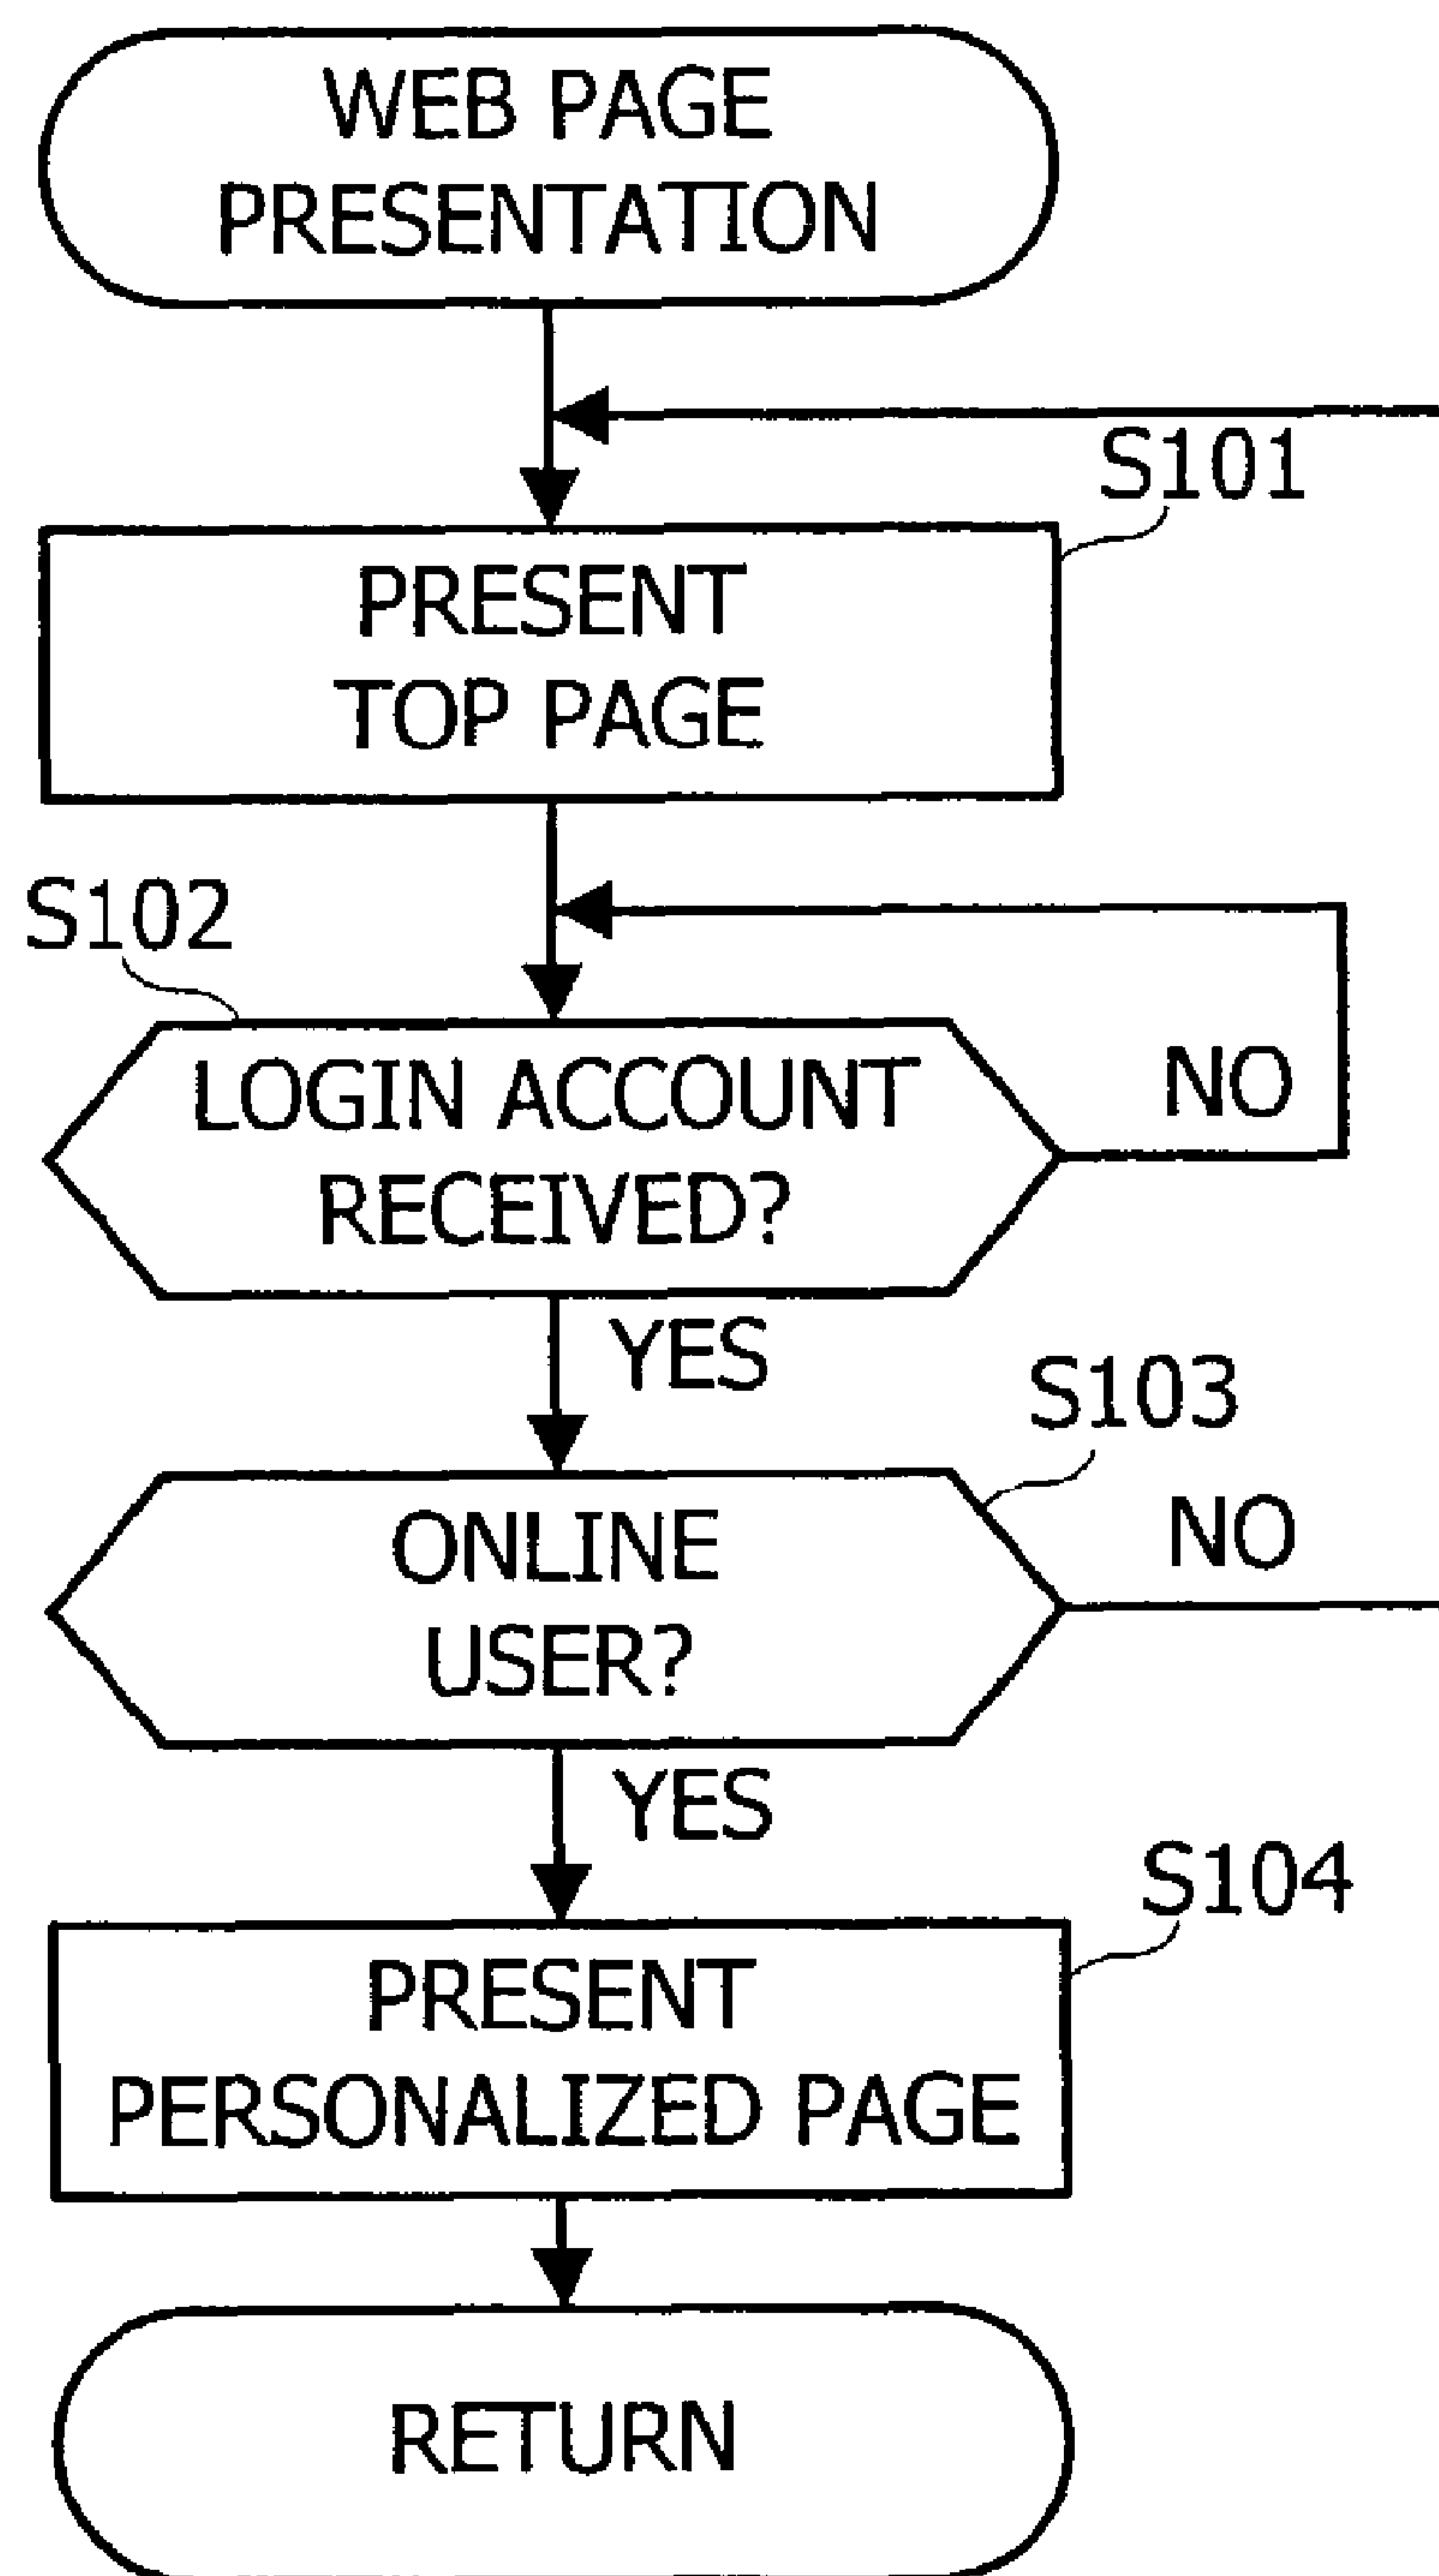 WEB PAGE
PRESENTATION
S101
PRESENT
TOP PAGE
S102
LOGIN ACCOUNT
RECEIVED?
NO
YES
S103
ONLINE
USER?
NO
YES
S104
PRESENT
PERSONALIZED PAGE
RETURN